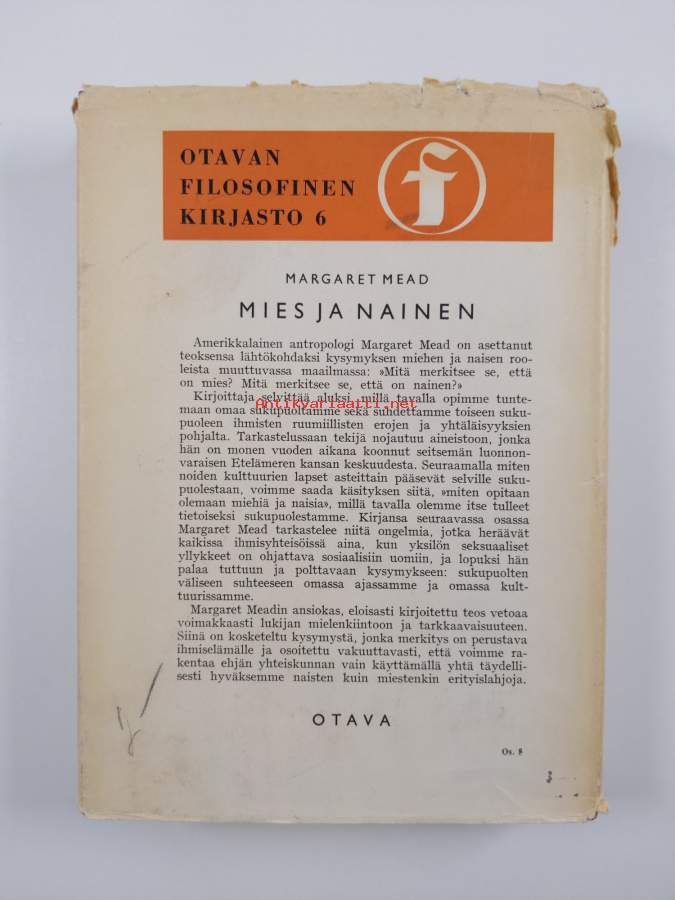 OTAVAN
FILOSOFINEN
KIRJASTO 6
f
MARGARET MEAD
MIES JA NAINEN
Amerikkalainen antropologi Margaret Mead on asettanut
teoksensa lähtökohdaksi kysymyksen miehen ja naisen roo-
leista muuttuvassa maailmassa: »Mitä merkitsee se, että
on mies? Mitä merkitsee se, että on nainen?»
Kirjoittaja selvittää aluksi, millä tavalla opimme tunte-
Antikvariaatti.net
maan omaa sukupuoltamme sekä suhdettamme toiseen suku-
puoleen ihmisten ruumiillisten erojen ja yhtäläisyyksien
pohjalta. Tarkastelussaan tekijä nojautuu aineistoon, jonka
hän on monen vuoden aikana koonnut seitsemän luonnon-
varaisen Etelämeren kansan keskuudesta. Seuraamalla miten
noiden kulttuurien lapset asteittain pääsevät selville suku-
puolestaan, voimme saada käsityksen siitä, »miten opitaan
olemaan miehiä ja naisia», millä tavalla olemme itse tulleet
tietoiseksi sukupuolestamme. Kirjansa seuraavassa osassa
Margaret Mead tarkastelee niitä ongelmia, jotka heräävät
kaikissa ihmisyhteisöissä aina, kun yksilön seksuaaliset
yllykkeet on ohjattava sosiaalisiin uomiin, ja lopuksi hän
palaa tuttuun ja polttavaan kysymykseen: sukupuolten
väliseen suhteeseen omassa ajassamme ja omassa kult-
tuurissamme.
Margaret Meadin ansiokas, eloisasti kirjoitettu teos vetoaa
voimakkaasti lukijan mielenkiintoon ja tarkkaavaisuuteen.
Siinä on kosketeltu kysymystä, jonka merkitys on perustava
ihmiselämälle ja osoitettu vakuuttavasti, että voimme ra-
kentaa ehjän yhteiskunnan vain käyttämällä yhtä täydelli-
sesti hyväksemme naisten kuin miestenkin erityislahjoja.
OTAVA
Os. 8